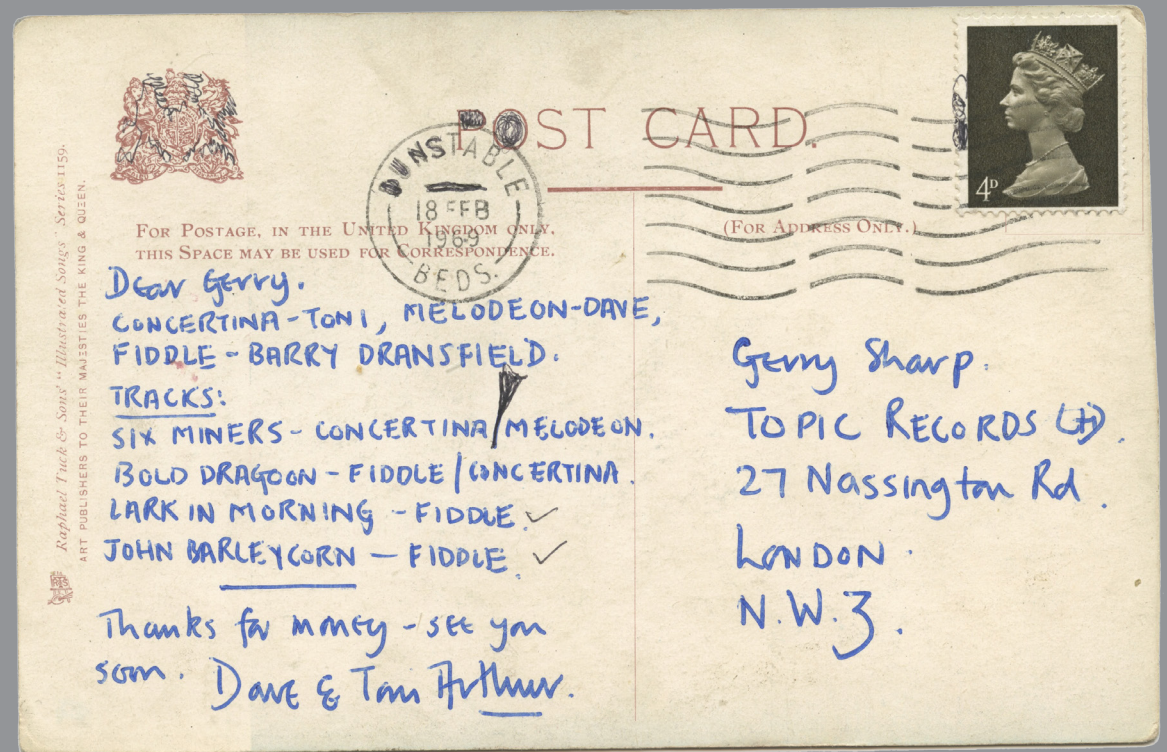 POST CARD.
DUNSTABLE
18 FEB
1969
BEDS.
4D
FOR POSTAGE, IN THE UNITED KINGDOM ONLY,
THIS SPACE MAY BE USED FOR CORRESPONDENCE.
(FOR ADDRESS ONLY.)
Raphael Tuck & Sons' "Illustrated Songs" Series 1159.
ART PUBLISHERS TO THEIR MAJESTIES THE KING & QUEEN.
Dear Gerry.
CONCERTINA - TONI, MELODEON - DAVE,
FIDDLE - BARRY DRANSFIELD.
TRACKS:
SIX MINERS - CONCERTINA / MELODEON.
BOLD DRAGOON - FIDDLE / CONCERTINA.
LARK IN MORNING - FIDDLE. ✓
JOHN BARLEYCORN - FIDDLE. ✓
Thanks for money - see you
soon. Dave & Toni Arthur.
Gerry Sharp.
TOPIC RECORDS
27 Nassington Rd.
LONDON.
N.W.3.